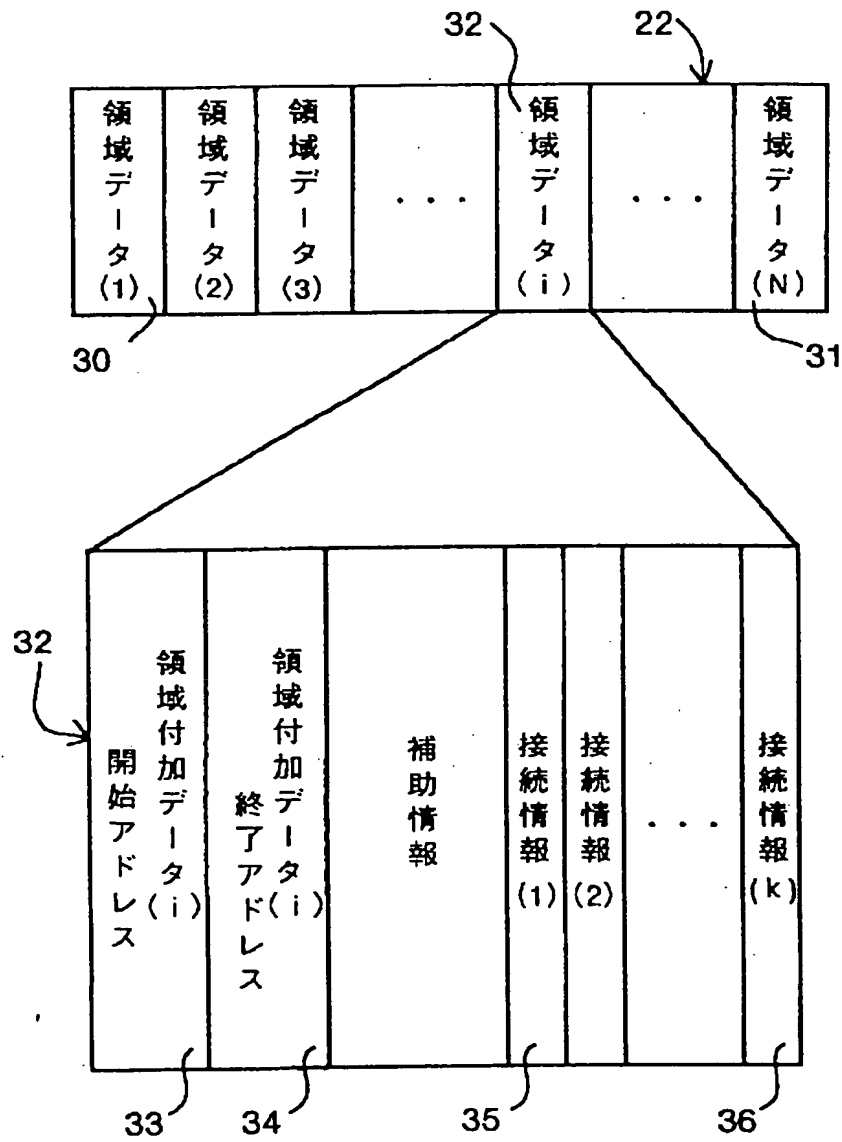 32
22
領域データ(1)
領域データ(2)
領域データ(3)
・・・
領域データ(i)
・・・
領域データ(N)
30
31
32
領域付加データ(i)
開始アドレス
領域付加データ(i)
終了アドレス
補助情報
接続情報(1)
接続情報(2)
・・・
接続情報(k)
33
34
35
36